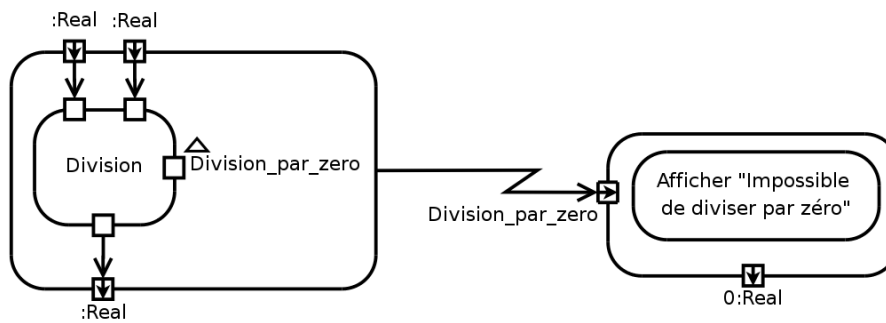 :Real :Real
Division
Division_par_zero
:Real
Division_par_zero
Afficher "Impossible
de diviser par zéro"
0:Real